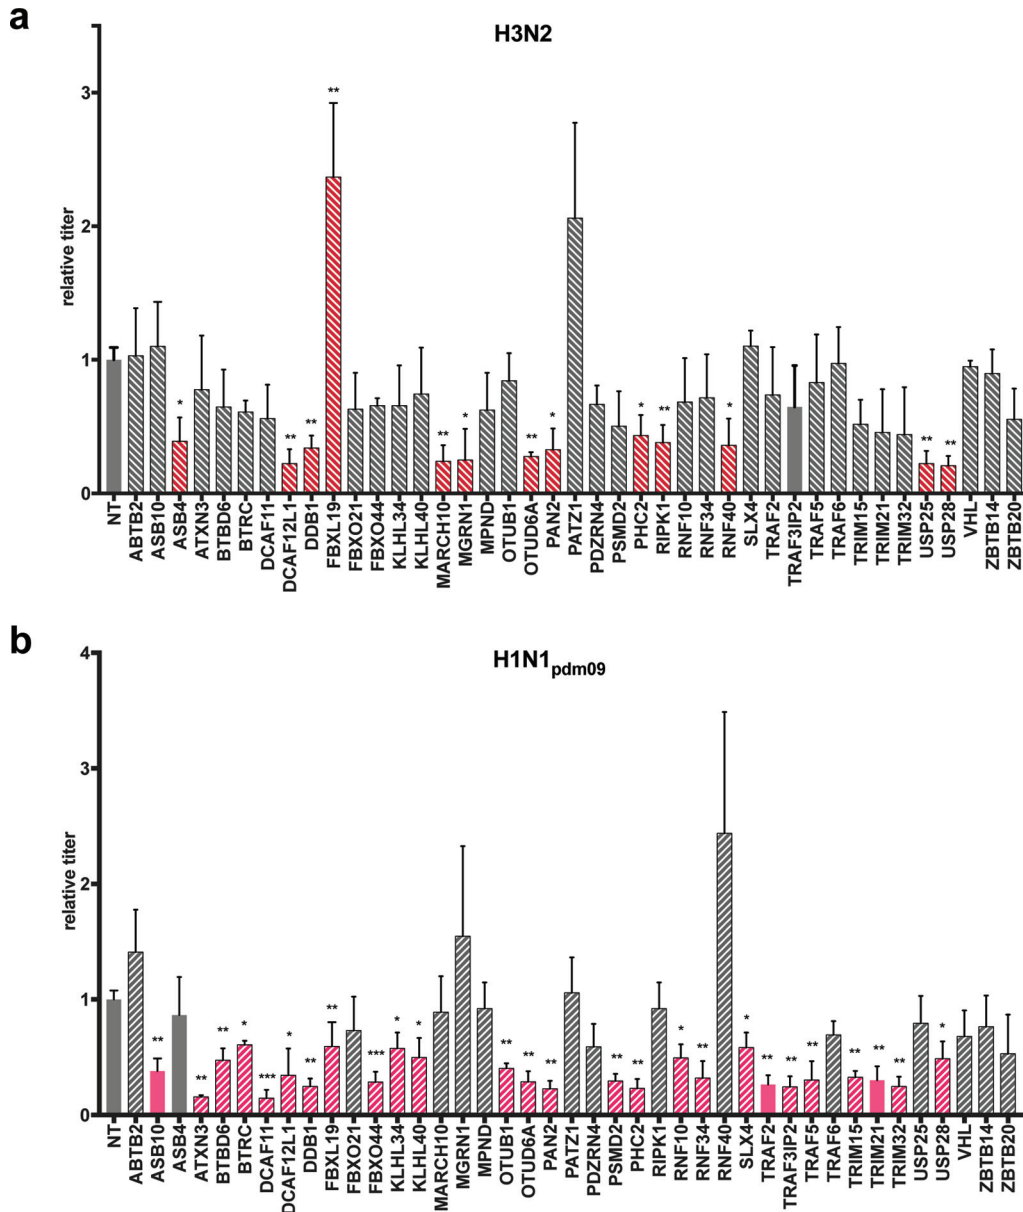 a
H3N2
relative titer
3
2
1
0
**
*
**
**
**
*
**
*
*
**
*
**
**
NT
ABTB2
ASB10
ASB4
ATXN3
BTBD6
BTRC
DCAF11
DCAF12L1
DDB1
FBXL19
FBXO21
FBXO44
KLHL34
KLHL40
MARCH10
MGRN1
MPND
OTUB1
OTUD6A
PAN2
PATZ1
PDZRN4
PSMD2
PHC2
RIPK1
RNF10
RNF34
RNF40
SLX4
TRAF2
TRAF3IP2
TRAF5
TRAF6
TRIM15
TRIM21
TRIM32
USP25
USP28
VHL
ZBTB14
ZBTB20
b
H1N1pdm09
relative titer
4
3
2
1
0
**
**
**
*
***
*
**
**
***
*
*
**
**
**
**
**
*
**
*
**
**
**
**
**
**
*
NT
ABTB2
ASB10
ASB4
ATXN3
BTBD6
BTRC
DCAF11
DCAF12L1
DDB1
FBXL19
FBXO21
FBXO44
KLHL34
KLHL40
MARCH10
MGRN1
MPND
OTUB1
OTUD6A
PAN2
PATZ1
PDZRN4
PSMD2
PHC2
RIPK1
RNF10
RNF34
RNF40
SLX4
TRAF2
TRAF3IP2
TRAF5
TRAF6
TRIM15
TRIM21
TRIM32
USP25
USP28
VHL
ZBTB14
ZBTB20